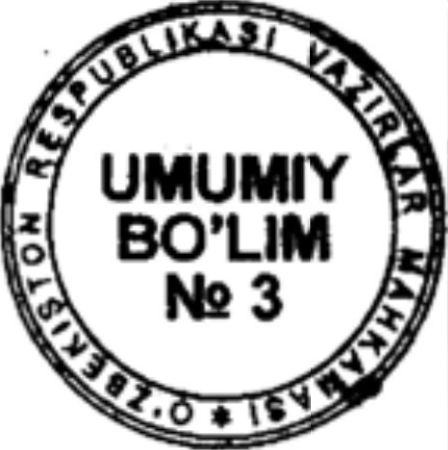 O'ZBEKISTON RESPUBLIKASI VAZIRLAR MAHKAMASI *
UMUMIY
BO'LIM
№ 3